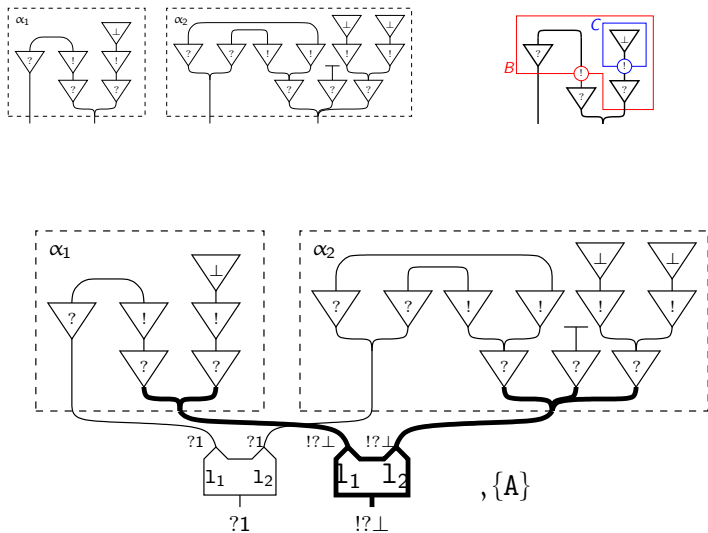 α₁ α₂ C
⊥ ⊥ ⊥ ⊥
? ! ! ? ? ! ! ! ! ?
B ! !
? ? ? ? ? ? ?
α₁ α₂
⊥ ⊥ ⊥
? ! ! ? ? ! ! ! !
? ? ? ? ?
?1 ?1 !?⊥ !?⊥
l₁ l₂ l₁ l₂ ,{A}
?1 !?⊥